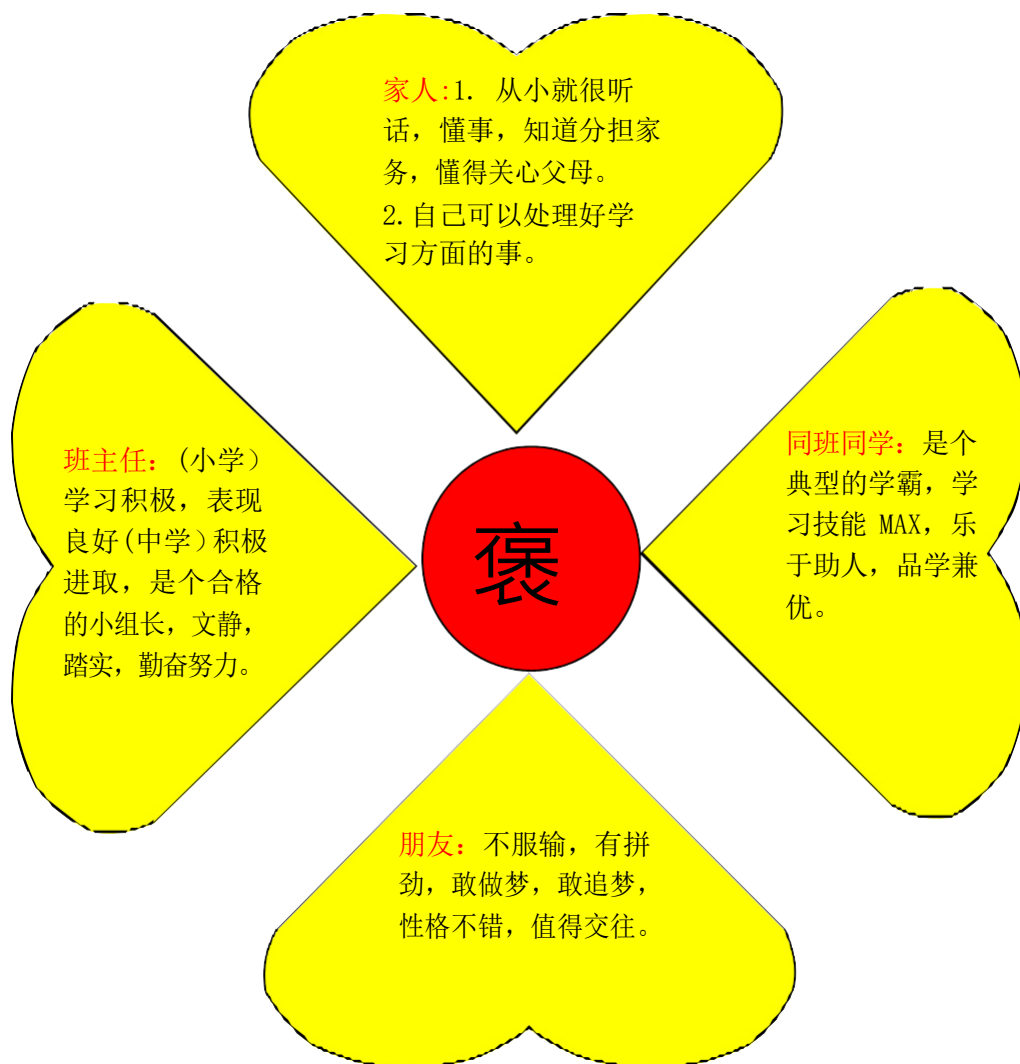 家人:1. 从小就很听
话，懂事，知道分担家
务，懂得关心父母。
2.自己可以处理好学
习方面的事。
班主任：(小学）
学习积极，表现
良好(中学）积极
进取，是个合格
的小组长，文静，
踏实，勤奋努力。
褒
同班同学：是个
典型的学霸，学
习技能 MAX，乐
于助人，品学兼
优。
朋友：不服输，有拼
劲，敢做梦，敢追梦，
性格不错，值得交往。